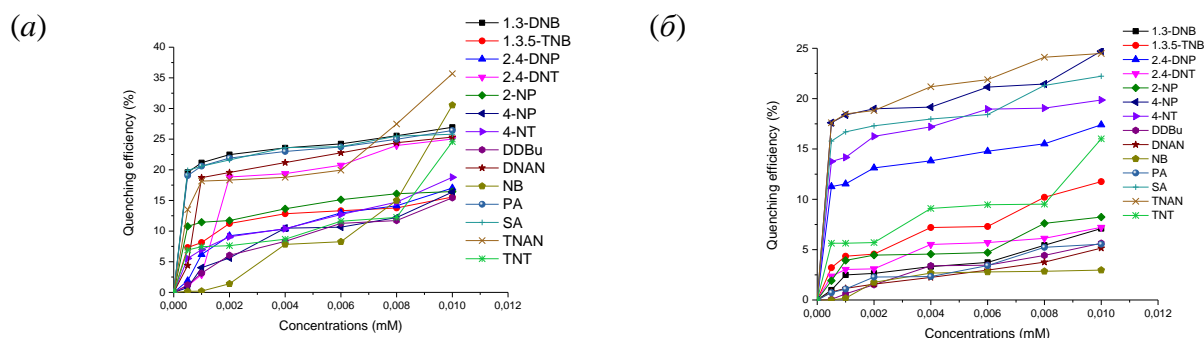 (а)
Quenching efficiency (%)
40
35
30
25
20
15
10
5
0
0,000 0,002 0,004 0,006 0,008 0,010 0,012
Concentrations (mM)
1.3-DNB
1.3.5-TNB
2.4-DNP
2.4-DNT
2-NP
4-NP
4-NT
DDBu
DNAN
NB
PA
SA
TNAN
TNT
(б)
Quenching efficiency (%)
25
20
15
10
5
0
0,000 0,002 0,004 0,006 0,008 0,010 0,012
Concentrations (mM)
1.3-DNB
1.3.5-TNB
2.4-DNP
2.4-DNT
2-NP
4-NP
4-NT
DDBu
DNAN
NB
PA
SA
TNAN
TNT